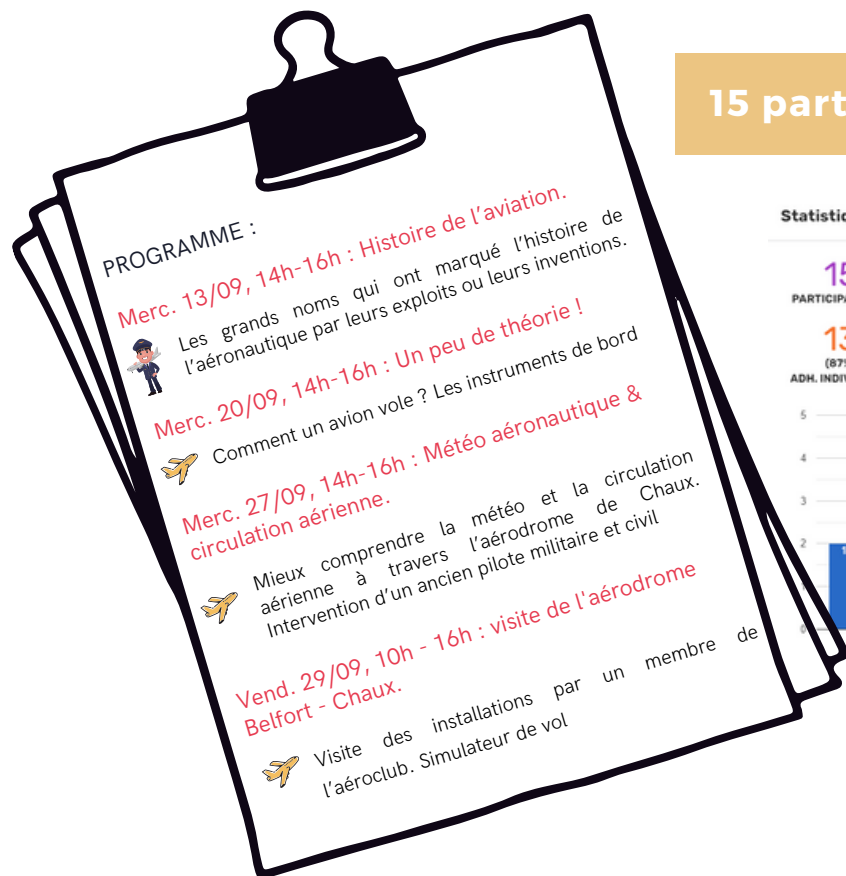 PROGRAMME :
Merc. 13/09, 14h-16h : Histoire de l'aviation.
Les grands noms qui ont marqué l'histoire de
l'aéronautique par leurs exploits ou leurs inventions.
Merc. 20/09, 14h-16h : Un peu de théorie !
Comment un avion vole ? Les instruments de bord
Merc. 27/09, 14h-16h : Météo aéronautique &
circulation aérienne.
Mieux comprendre la météo et la circulation
aérienne à travers l'aérodrome de Chaux.
Intervention d'un ancien pilote militaire et civil
Vend. 29/09, 10h - 16h : visite de l'aérodrome
Belfort - Chaux.
Visite des installations par un membre de
l'aéroclub. Simulateur de vol
15 part
Statistiq
15
PARTICIPA
13
(87%
ADH. INDIV
5
4
3
2
0